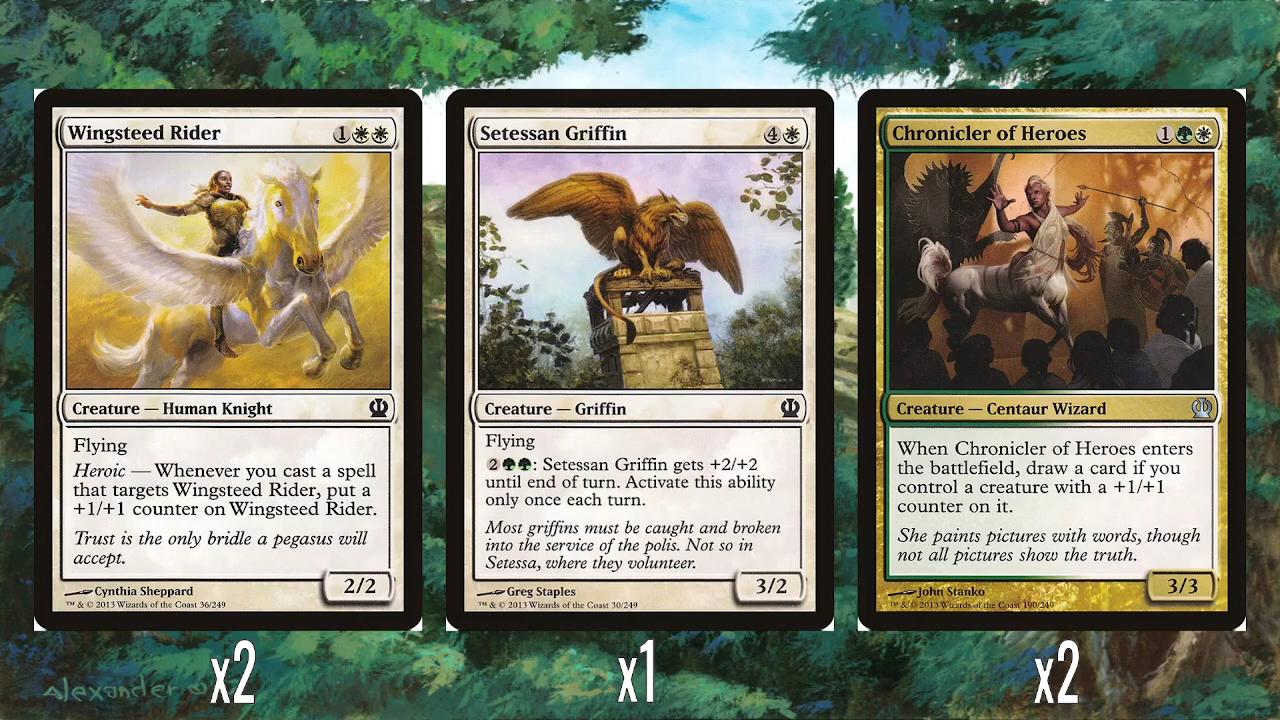 Wingsteed Rider 1
Creature — Human Knight
Flying
Heroic — Whenever you cast a spell
that targets Wingsteed Rider, put a
+1/+1 counter on Wingsteed Rider.
Trust is the only bridle a pegasus will
accept.
2/2
Cynthia Sheppard
™ & © 2013 Wizards of the Coast 36/249
x2
Setessan Griffin 4
Creature — Griffin
Flying
2: Setessan Griffin gets +2/+2
until end of turn. Activate this ability
only once each turn.
Most griffins must be caught and broken
into the service of the polis. Not so in
Setessa, where they volunteer.
3/2
Greg Staples
™ & © 2013 Wizards of the Coast 30/249
x1
Chronicler of Heroes 1
Creature — Centaur Wizard
When Chronicler of Heroes enters
the battlefield, draw a card if you
control a creature with a +1/+1
counter on it.
She paints pictures with words, though
not all pictures show the truth.
3/3
John Stanko
™ & © 2013 Wizards of the Coast 190/249
x2
Alexander